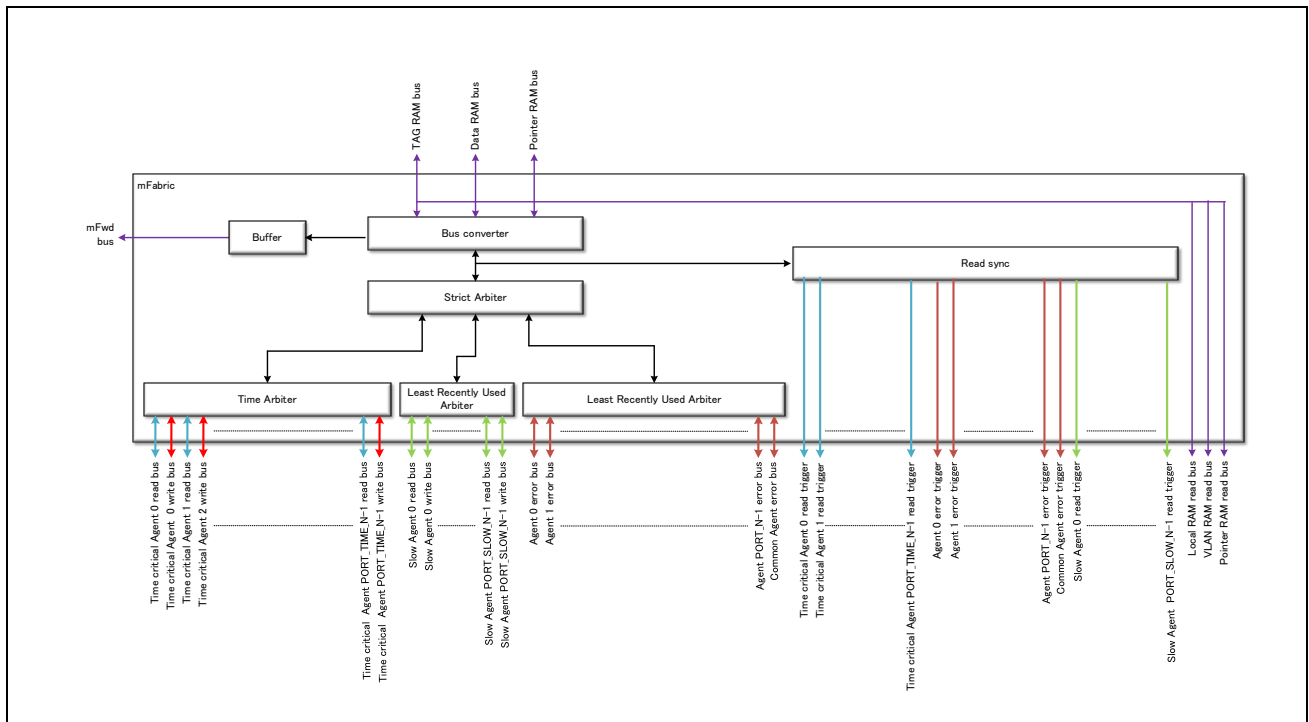 TAG RAM bus
Data RAM bus
Pointer RAM bus
mFabric
mFwd
bus
Buffer
Bus converter
Read sync
Strict Arbiter
Time Arbiter
Least Recently Used
Arbiter
Least Recently Used Arbiter
Time critical Agent 0 read bus
Time critical Agent 0 write bus
Time critical Agent 1 read bus
Time critical Agent 2 write bus
Time critical Agent PORT_TIME_N-1 read bus
Time critical Agent PORT_TIME_N-1 write bus
Slow Agent 0 read bus
Slow Agent 0 write bus
Slow Agent PORT_SLOW_N-1 read bus
Slow Agent PORT_SLOW_N-1 write bus
Agent 0 error bus
Agent 1 error bus
Agent PORT_N-1 error bus
Common Agent error bus
Time critical Agent 0 read trigger
Time critical Agent 1 read trigger
Time critical Agent PORT_TIME_N-1 read trigger
Agent 0 error trigger
Agent 1 error trigger
Agent PORT_N-1 error trigger
Common Agent error trigger
Slow Agent 0 read trigger
Slow Agent PORT_SLOW_N-1 read trigger
Local RAM read bus
VLAN RAM read bus
Pointer RAM read bus